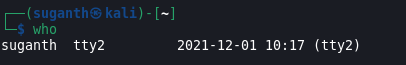 ┌──(suganth㉿kali)-[~]
└─$ who
suganth  tty2         2021-12-01 10:17 (tty2)